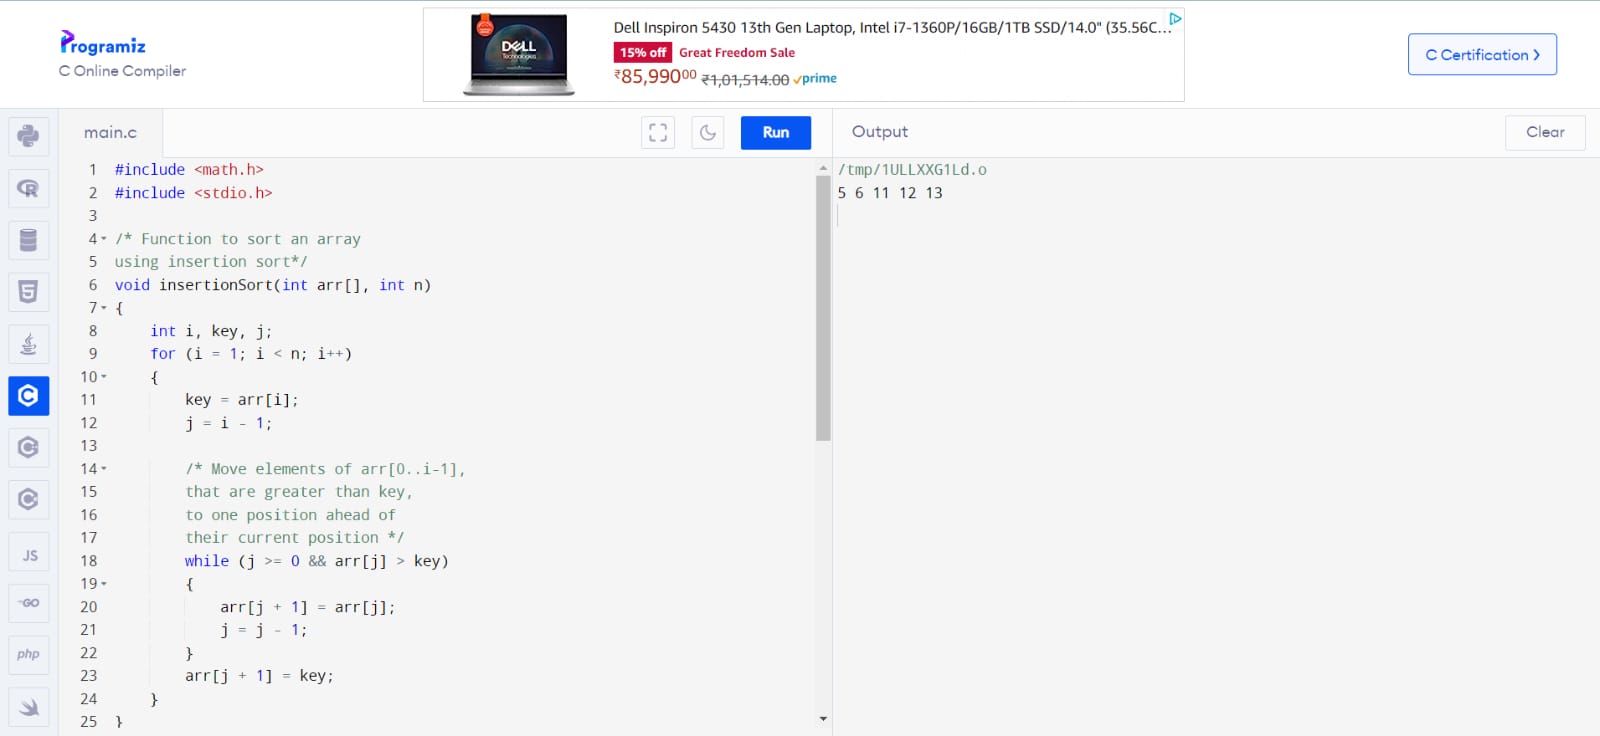 Programiz
C Online Compiler
DELL
Technologies
Dell Inspiron 5430 13th Gen Laptop, Intel i7-1360P/16GB/1TB SSD/14.0" (35.56C...
15% off Great Freedom Sale
₹85,990⁰⁰ ₹1,01,514.00 ✓prime
C Certification >
main.c
Run
Output
Clear
1 #include <math.h>
2 #include <stdio.h>
3
4 /* Function to sort an array
5 using insertion sort*/
6 void insertionSort(int arr[], int n)
7 {
8 int i, key, j;
9 for (i = 1; i < n; i++)
10 {
11 key = arr[i];
12 j = i - 1;
13
14 /* Move elements of arr[0..i-1],
15 that are greater than key,
16 to one position ahead of
17 their current position */
18 while (j >= 0 && arr[j] > key)
19 {
20 arr[j + 1] = arr[j];
21 j = j - 1;
22 }
23 arr[j + 1] = key;
24 }
25 }
/tmp/1ULLXXG1Ld.o
5 6 11 12 13
R
5
C
C
C
JS
GO
php